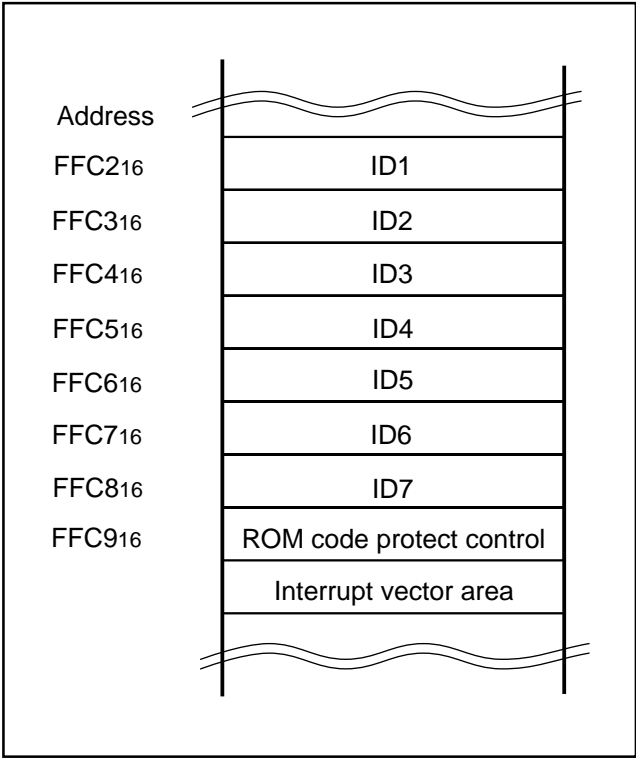 Address
FFC216 ID1
FFC316 ID2
FFC416 ID3
FFC516 ID4
FFC616 ID5
FFC716 ID6
FFC816 ID7
FFC916 ROM code protect control
Interrupt vector area